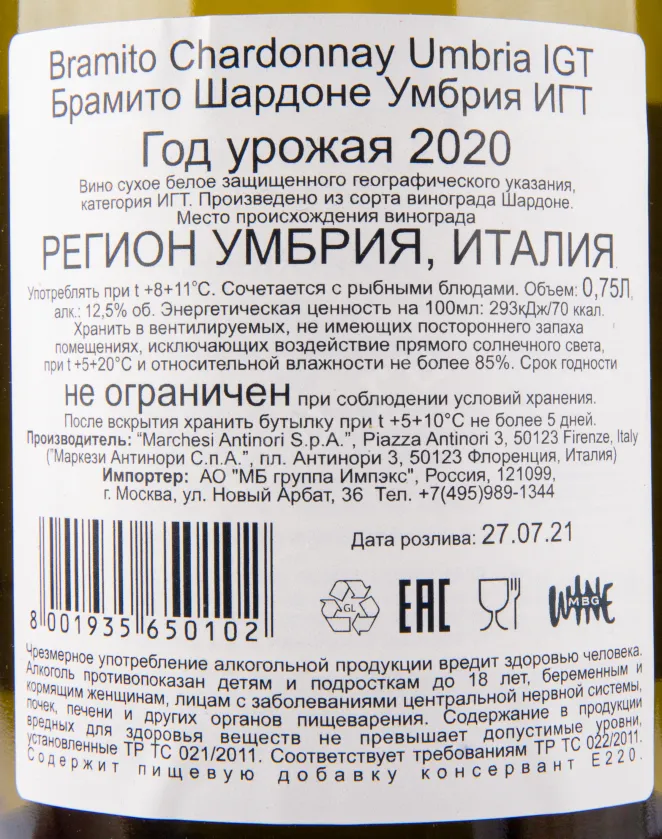 Bramito Chardonnay Umbria IGT
Брамито Шардоне Умбрия ИГТ
Год урожая 2020
Вино сухое белое защищенного географического указания,
категория ИГТ. Произведено из сорта винограда Шардоне.
Место происхождения винограда
РЕГИОН УМБРИЯ, ИТАЛИЯ.
Употреблять при t +8+11°С. Сочетается с рыбными блюдами. Объем: 0,75Л,
алк.: 12,5% об. Энергетическая ценность на 100мл: 293кДж/70 ккал.
Хранить в вентилируемых, не имеющих постороннего запаха
помещениях, исключающих воздействие прямого солнечного света,
при t +5+20°С и относительной влажности не более 85%. Срок годности
не ограничен при соблюдении условий хранения.
После вскрытия хранить бутылку при t +5+10°С не более 5 дней.
Производитель: "Marchesi Antinori S.p.A.", Piazza Antinori 3, 50123 Firenze, Italy
("Маркези Антинори С.п.А.", пл. Антинори 3, 50123 Флоренция, Италия)
Импортер: АО "МБ группа Импэкс", Россия, 121099,
г. Москва, ул. Новый Арбат, 36 Тел. +7(495)989-1344
Дата розлива: 27.07.21
GL
EAC
WINE
MBG
8 001935 650102
Чрезмерное употребление алкогольной продукции вредит здоровью человека.
Алкоголь противопоказан детям и подросткам до 18 лет, беременным и
кормящим женщинам, лицам с заболеваниями центральной нервной системы,
почек, печени и других органов пищеварения. Содержание в продукции
вредных для здоровья веществ не превышает допустимые уровни,
установленные ТР ТС 021/2011. Соответствует требованиям ТР ТС 022/2011.
Содержит пищевую добавку консервант Е220.